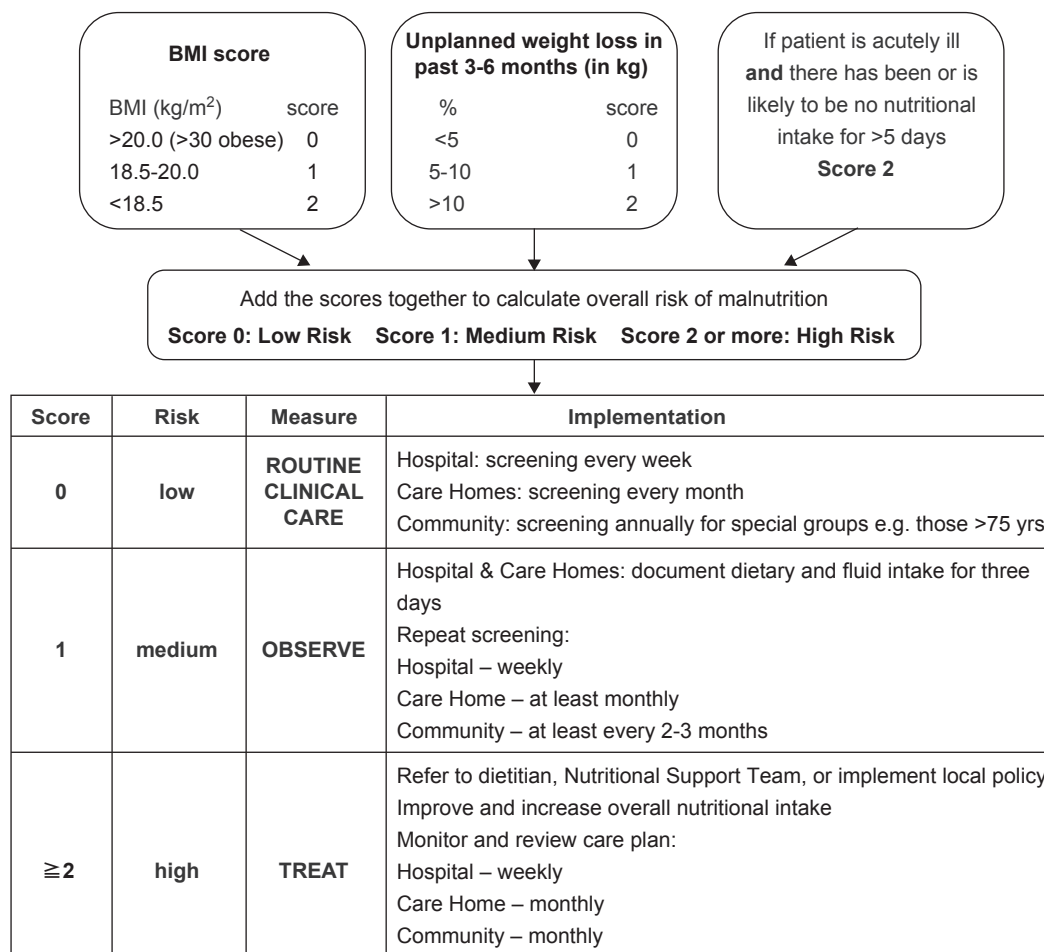 BMI score
BMI (kg/m²) score
>20.0 (>30 obese) 0
18.5-20.0 1
<18.5 2
Unplanned weight loss in
past 3-6 months (in kg)
% score
<5 0
5-10 1
>10 2
If patient is acutely ill
and there has been or is
likely to be no nutritional
intake for >5 days
Score 2
Add the scores together to calculate overall risk of malnutrition
Score 0: Low Risk Score 1: Medium Risk Score 2 or more: High Risk
Score Risk Measure Implementation
0 low ROUTINE
CLINICAL
CARE
Hospital: screening every week
Care Homes: screening every month
Community: screening annually for special groups e.g. those >75 yrs
1 medium OBSERVE
Hospital & Care Homes: document dietary and fluid intake for three
days
Repeat screening:
Hospital – weekly
Care Home – at least monthly
Community – at least every 2-3 months
≧2 high TREAT
Refer to dietitian, Nutritional Support Team, or implement local policy
Improve and increase overall nutritional intake
Monitor and review care plan:
Hospital – weekly
Care Home – monthly
Community – monthly